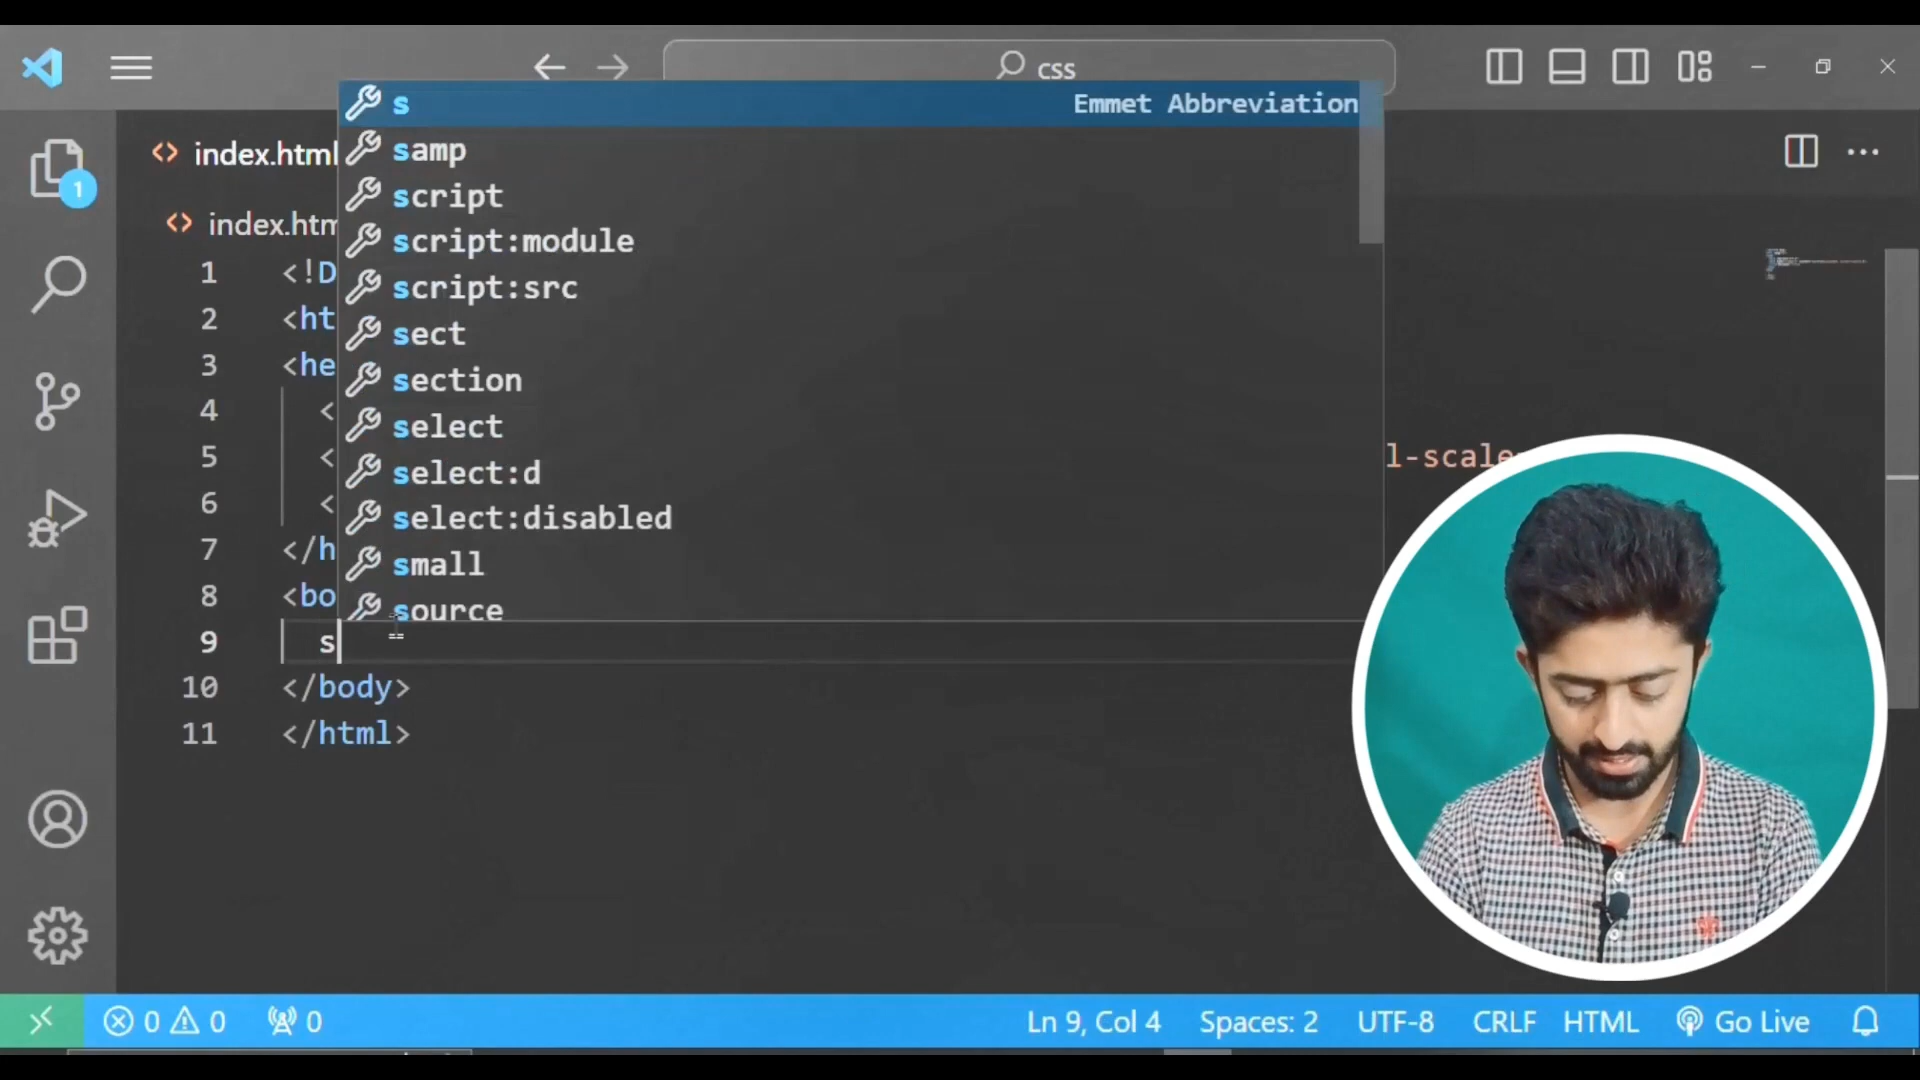 css
s Emmet Abbreviation
index.html
samp
script
index.htm
script:module
1 <!D
script:src
2 <ht
sect
3 <he
section
4 <
select
5 < l-scale
select:d
6 <
select:disabled
7 </h
small
8 <bo
source
9 s
10 </body>
11 </html>
1
0 0 0 Ln 9, Col 4 Spaces: 2 UTF-8 CRLF HTML Go Live